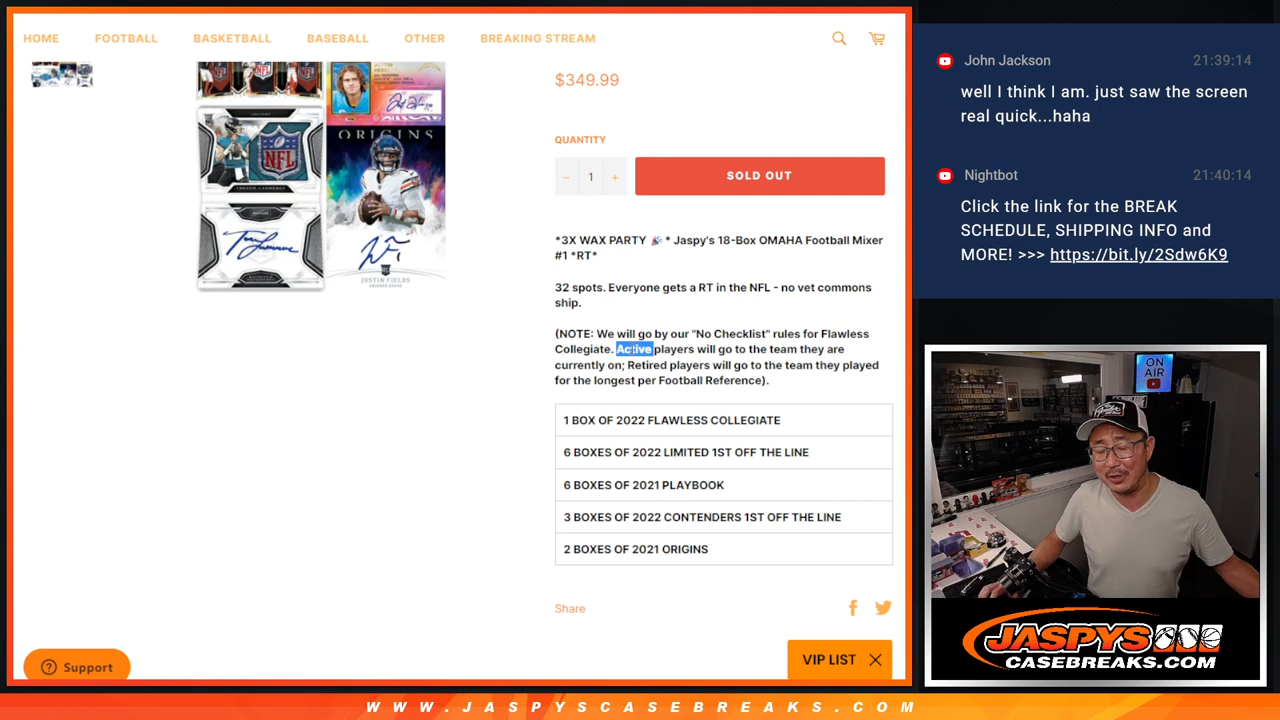 HOME FOOTBALL BASKETBALL BASEBALL OTHER BREAKING STREAM
$349.99
QUANTITY
− 1 +
SOLD OUT
*3X WAX PARTY 🎉 * Jaspy's 18-Box OMAHA Football Mixer
#1 *RT*
32 spots. Everyone gets a RT in the NFL - no vet commons
ship.
(NOTE: We will go by our "No Checklist" rules for Flawless
Collegiate. Active players will go to the team they are
currently on; Retired players will go to the team they played
for the longest per Football Reference).
1 BOX OF 2022 FLAWLESS COLLEGIATE
6 BOXES OF 2022 LIMITED 1ST OFF THE LINE
6 BOXES OF 2021 PLAYBOOK
3 BOXES OF 2022 CONTENDERS 1ST OFF THE LINE
2 BOXES OF 2021 ORIGINS
Share
Support
VIP LIST
NFL
ORIGINS
NFL
JUSTIN FIELDS
John Jackson 21:39:14
well I think I am. just saw the screen
real quick...haha
Nightbot 21:40:14
Click the link for the BREAK
SCHEDULE, SHIPPING INFO and
MORE! >>> https://bit.ly/2Sdw6K9
ON
AIR
JASPYS
CASEBREAKS.COM
WWW.JASPYSCASEBREAKS.COM